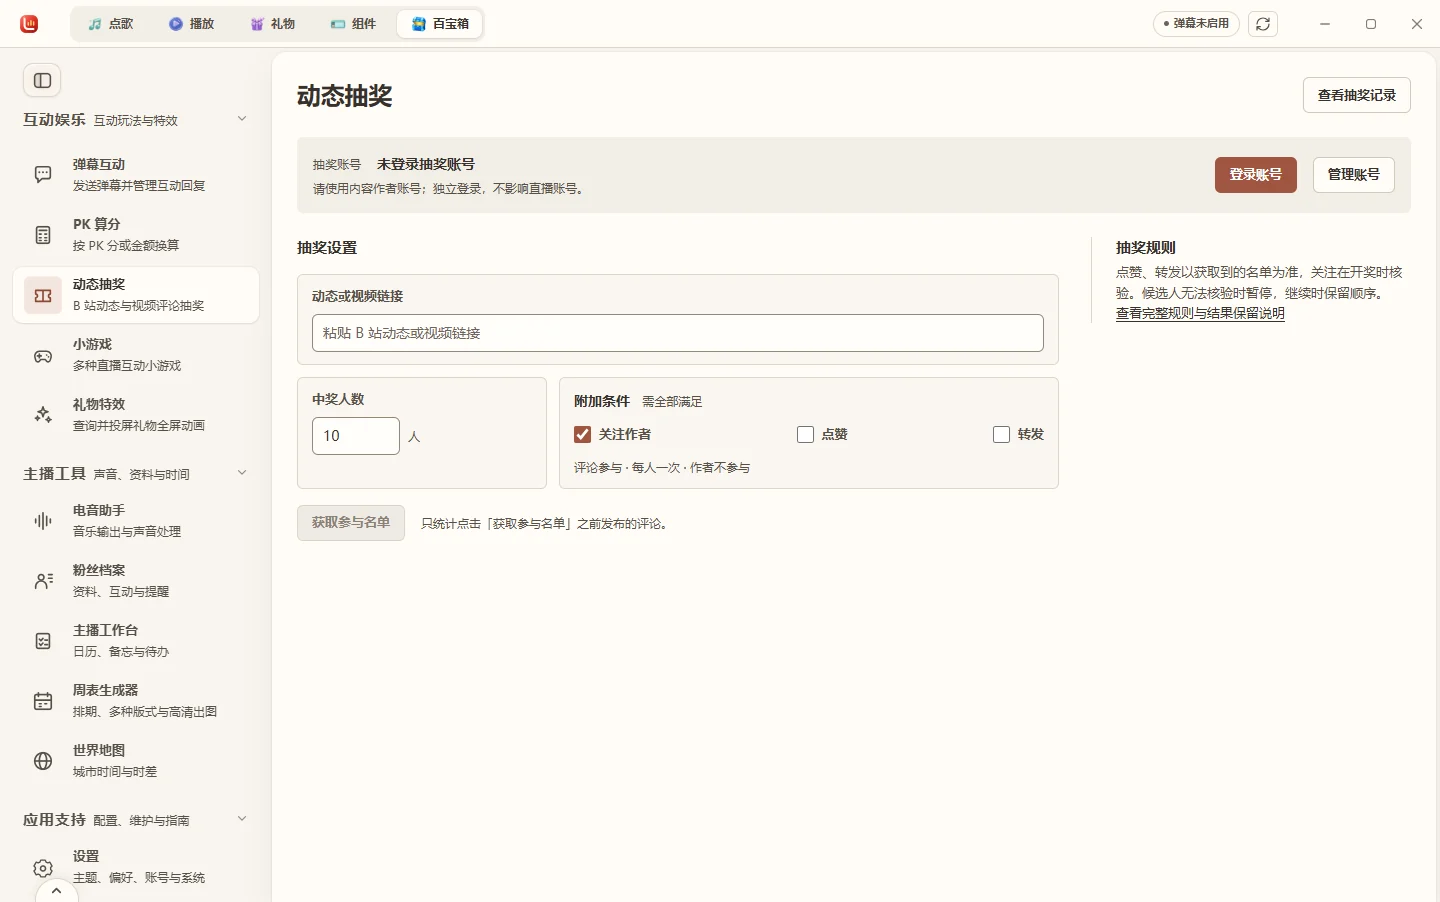 点歌
播放
礼物
组件
百宝箱
弹幕未启用
互动娱乐 互动玩法与特效
弹幕互动
发送弹幕并管理互动回复
PK 算分
按 PK 分或金额换算
动态抽奖
B 站动态与视频评论抽奖
小游戏
多种直播互动小游戏
礼物特效
查询并投屏礼物全屏动画
主播工具 声音、资料与时间
电音助手
音乐输出与声音处理
粉丝档案
资料、互动与提醒
主播工作台
日历、备忘与待办
周表生成器
排期、多种版式与高清出图
世界地图
城市时间与时差
应用支持 配置、维护与指南
设置
主题、偏好、账号与系统
动态抽奖
查看抽奖记录
抽奖账号 未登录抽奖账号
请使用内容作者账号；独立登录，不影响直播账号。
登录账号
管理账号
抽奖设置
动态或视频链接
粘贴 B 站动态或视频链接
中奖人数
10 人
附加条件 需全部满足
关注作者
点赞
转发
评论参与 · 每人一次 · 作者不参与
获取参与名单
只统计点击「获取参与名单」之前发布的评论。
抽奖规则
点赞、转发以获取到的名单为准，关注在开奖时核
验。候选人无法核验时暂停，继续时保留顺序。
查看完整规则与结果保留说明